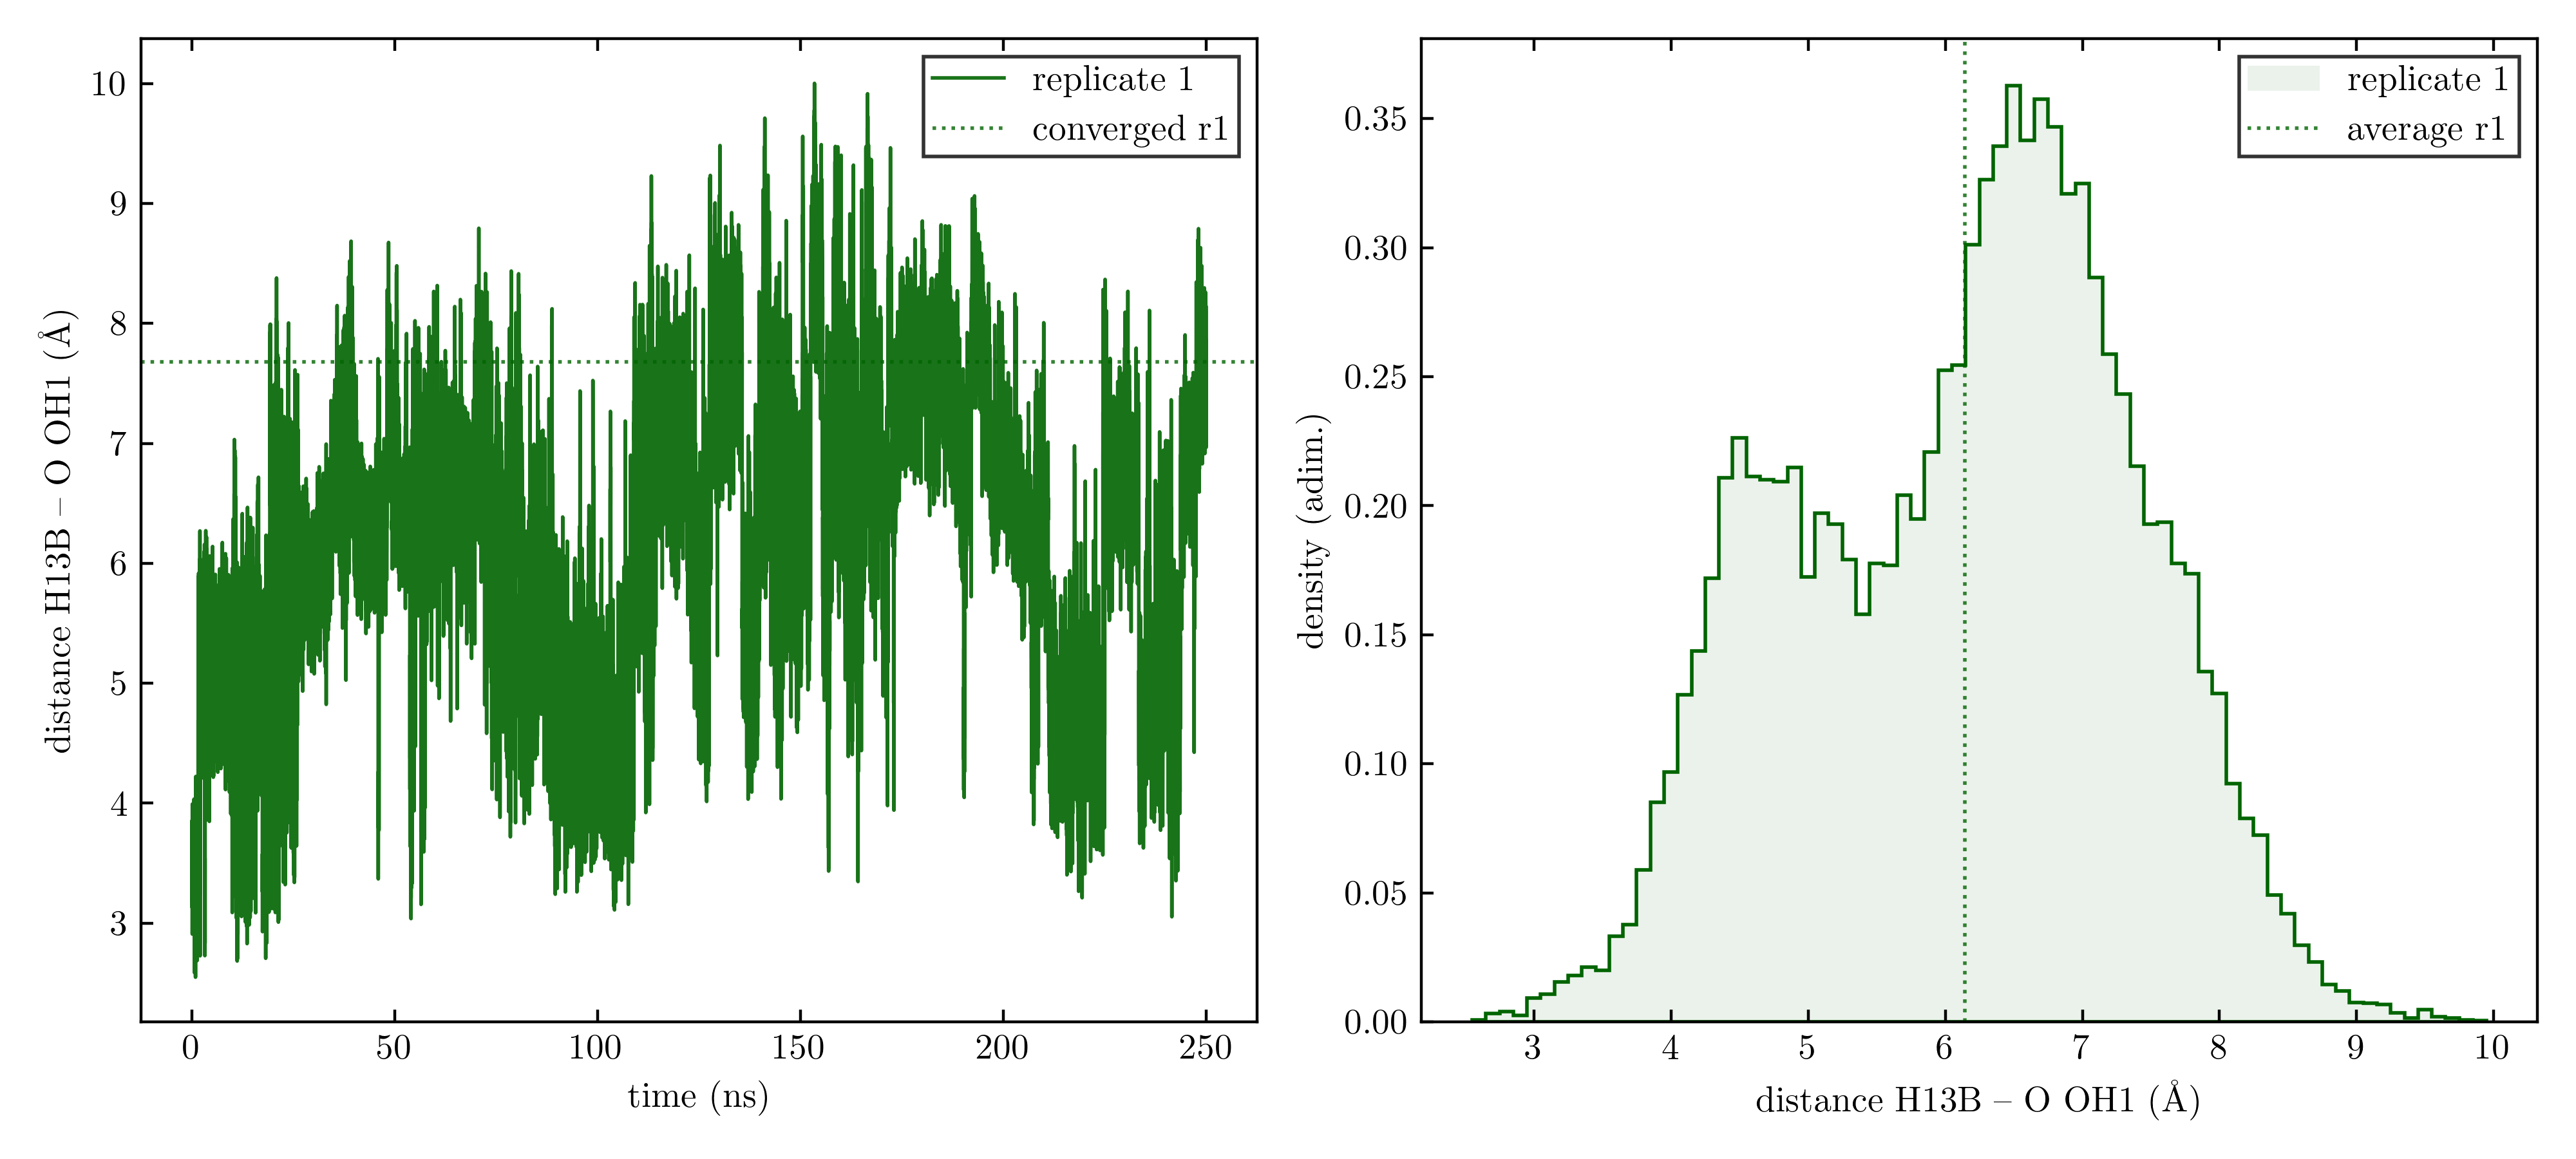 10
9
8
7
6
5
4
3
distance H13B – O OH1 (Å)
0 50 100 150 200 250
time (ns)
replicate 1
converged r1
0.35
0.30
0.25
0.20
0.15
0.10
0.05
0.00
density (adim.)
3 4 5 6 7 8 9 10
distance H13B – O OH1 (Å)
replicate 1
average r1